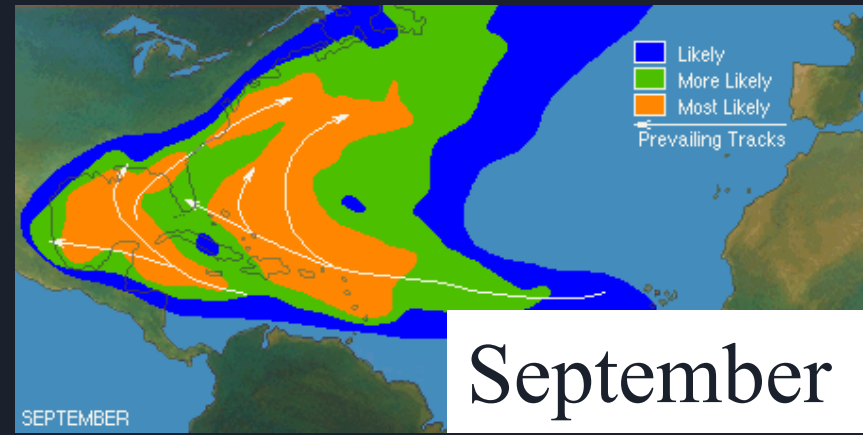 Likely
More Likely
Most Likely
Prevailing Tracks
September
SEPTEMBER